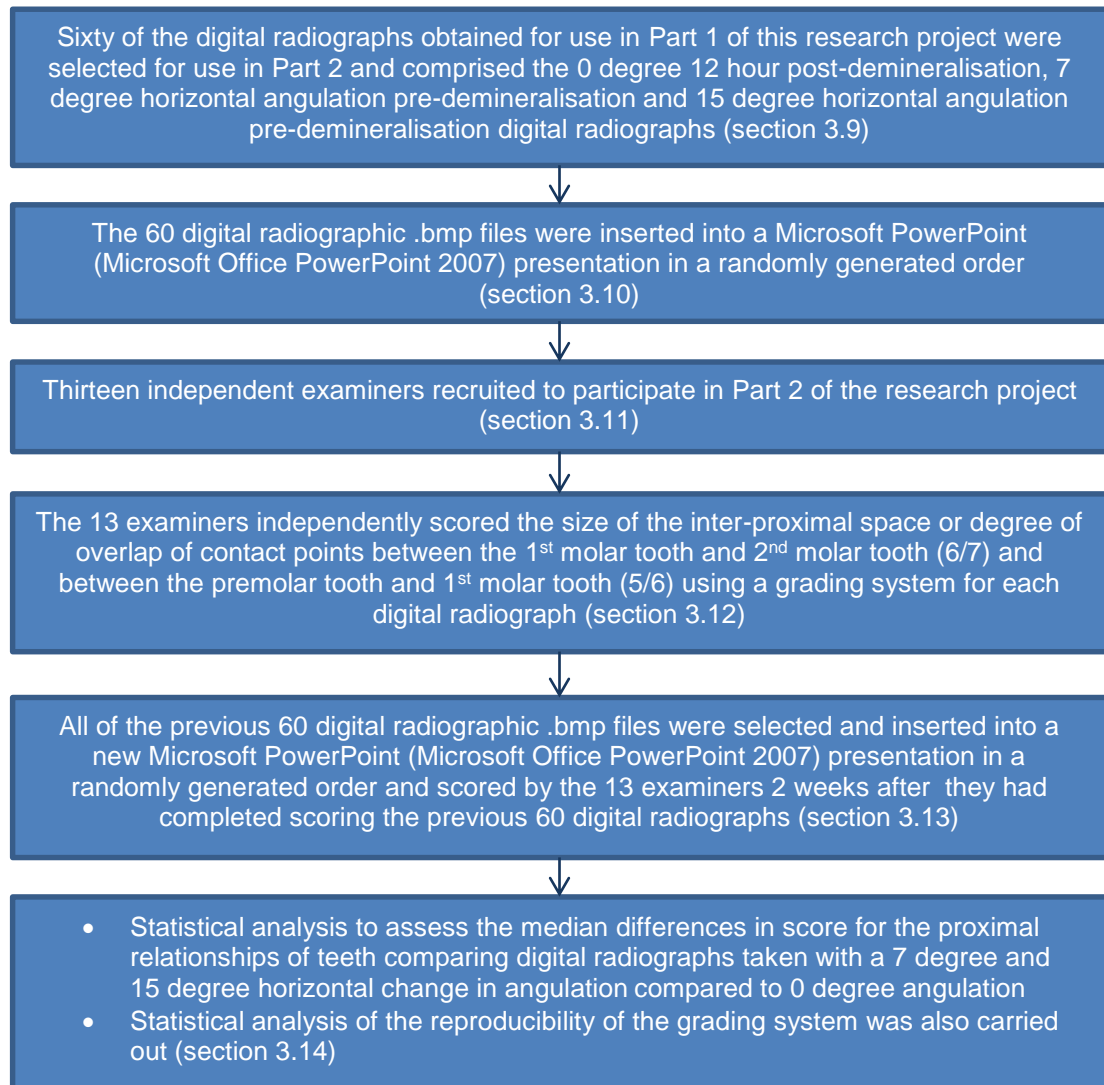 Sixty of the digital radiographs obtained for use in Part 1 of this research project were
selected for use in Part 2 and comprised the 0 degree 12 hour post-demineralisation, 7
degree horizontal angulation pre-demineralisation and 15 degree horizontal angulation
pre-demineralisation digital radiographs (section 3.9)
The 60 digital radiographic .bmp files were inserted into a Microsoft PowerPoint
(Microsoft Office PowerPoint 2007) presentation in a randomly generated order
(section 3.10)
Thirteen independent examiners recruited to participate in Part 2 of the research project
(section 3.11)
The 13 examiners independently scored the size of the inter-proximal space or degree of
overlap of contact points between the 1st molar tooth and 2nd molar tooth (6/7) and
between the premolar tooth and 1st molar tooth (5/6) using a grading system for each
digital radiograph (section 3.12)
All of the previous 60 digital radiographic .bmp files were selected and inserted into a
new Microsoft PowerPoint (Microsoft Office PowerPoint 2007) presentation in a
randomly generated order and scored by the 13 examiners 2 weeks after they had
completed scoring the previous 60 digital radiographs (section 3.13)
• Statistical analysis to assess the median differences in score for the proximal
relationships of teeth comparing digital radiographs taken with a 7 degree and
15 degree horizontal change in angulation compared to 0 degree angulation
• Statistical analysis of the reproducibility of the grading system was also carried
out (section 3.14)